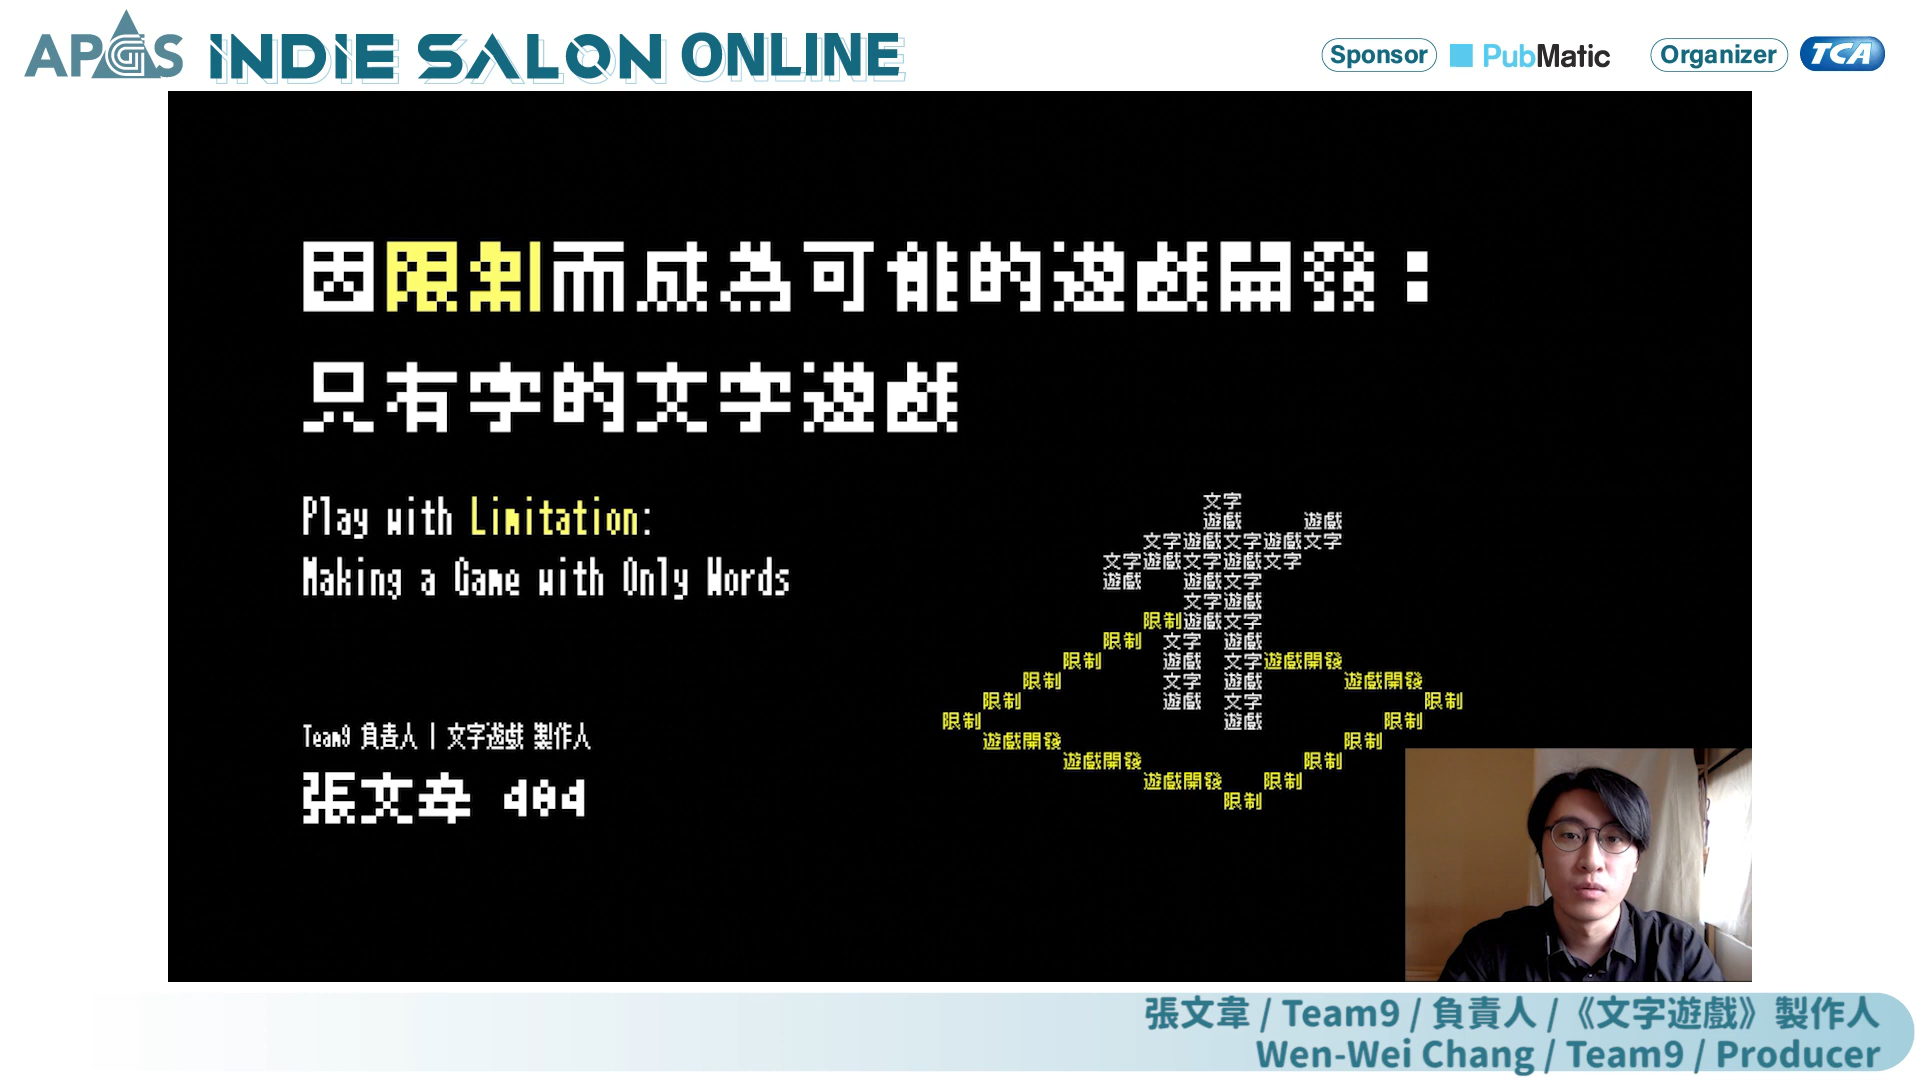 APGS INDIE SALON ONLINE
Sponsor PubMatic Organizer TCA
因限制而成為可能的遊戲開發：
只有字的文字遊戲
Play with Limitation:
Making a Game with Only Words
Team9 負責人 | 文字遊戲 製作人
張文韋 404
文字
遊戲 遊戲
文字遊戲文字遊戲文字
文字遊戲文字遊戲文字
遊戲 遊戲文字
文字遊戲
限制遊戲文字
限制 文字 遊戲
限制 遊戲 文字遊戲開發
限制 文字 遊戲 遊戲開發
限制 遊戲 文字 限制
限制 遊戲 限制
遊戲開發 限制
遊戲開發 限制
遊戲開發 限制
限制
張文韋 / Team9 / 負責人 /《文字遊戲》製作人
Wen-Wei Chang / Team9 / Producer